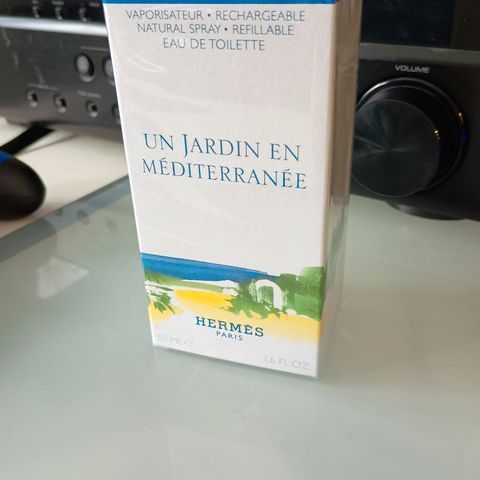 VAPORISATEUR • RECHARGEABLE
NATURAL SPRAY • REFILLABLE
EAU DE TOILETTE
UN JARDIN EN
MÉDITERRANÉE
HERMÈS
PARIS
50 ML ℮
1.6 FL.OZ.
VOLUME